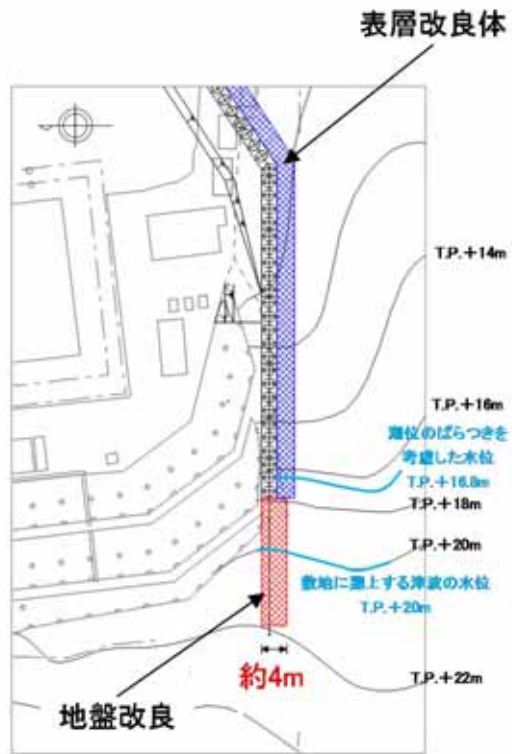 表層改良体
T.P.+14m
T.P.+16m
潮位のばらつきを
考慮した水位
T.P.+16.8m
T.P.+18m
T.P.+20m
敷地に遡上する津波の水位
T.P.+20m
T.P.+22m
約4m
地盤改良